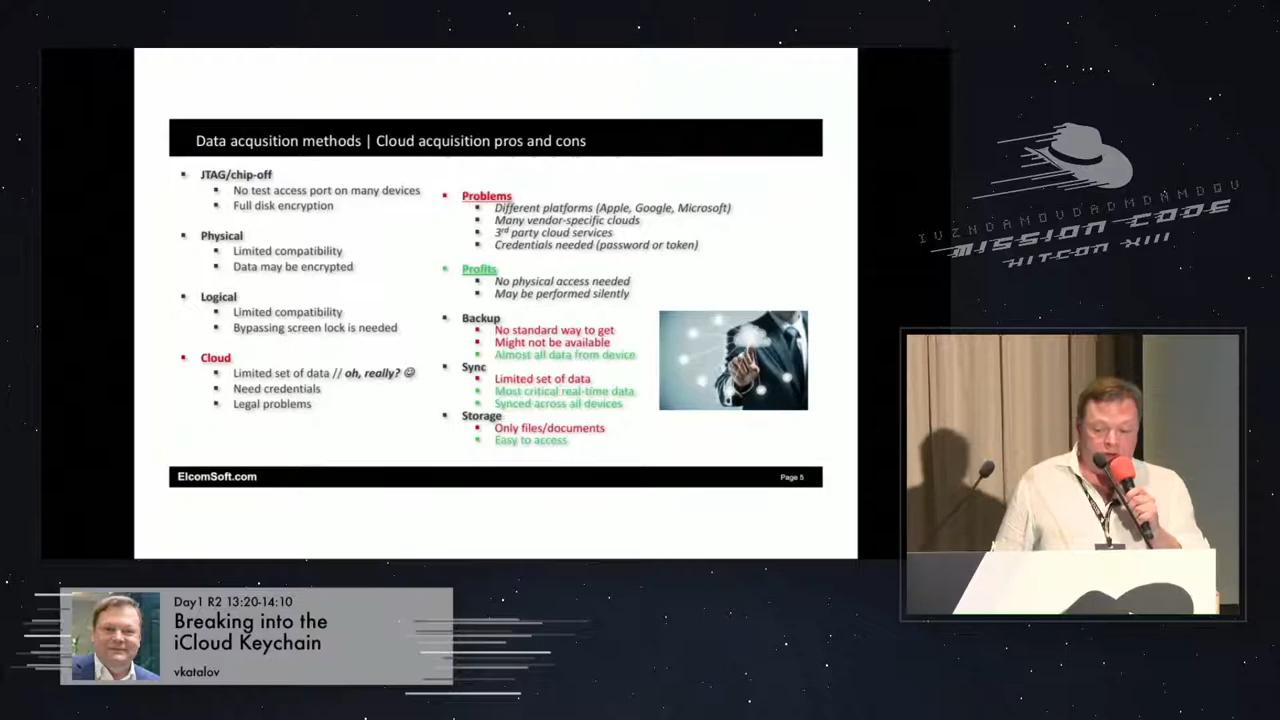 Data acqusition methods | Cloud acquisition pros and cons
JTAG/chip-off
No test access port on many devices
Full disk encryption
Physical
Limited compatibility
Data may be encrypted
Logical
Limited compatibility
Bypassing screen lock is needed
Cloud
Limited set of data // oh, really? ☺
Need credentials
Legal problems
Problems
Different platforms (Apple, Google, Microsoft)
Many vendor-specific clouds
3rd party cloud services
Credentials needed (password or token)
Profits
No physical access needed
May be performed silently
Backup
No standard way to get
Might not be available
Almost all data from device
Sync
Limited set of data
Most critical real-time data
Synced across all devices
Storage
Only files/documents
Easy to access
ElcomSoft.com
Page 5
MISSION CODE
HITCON XIII
Day1 R2 13:20-14:10
Breaking into the
iCloud Keychain
vkatalov